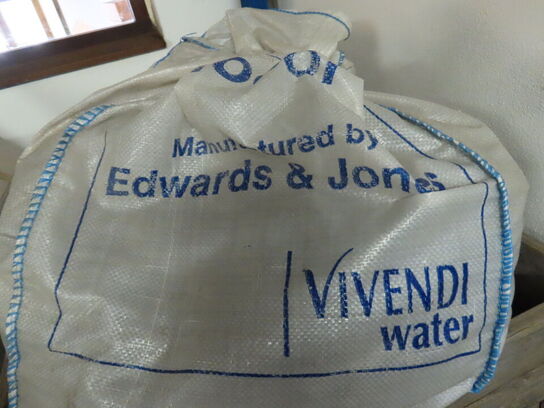 Manufactured by
Edwards & Jones
VIVENDI
water